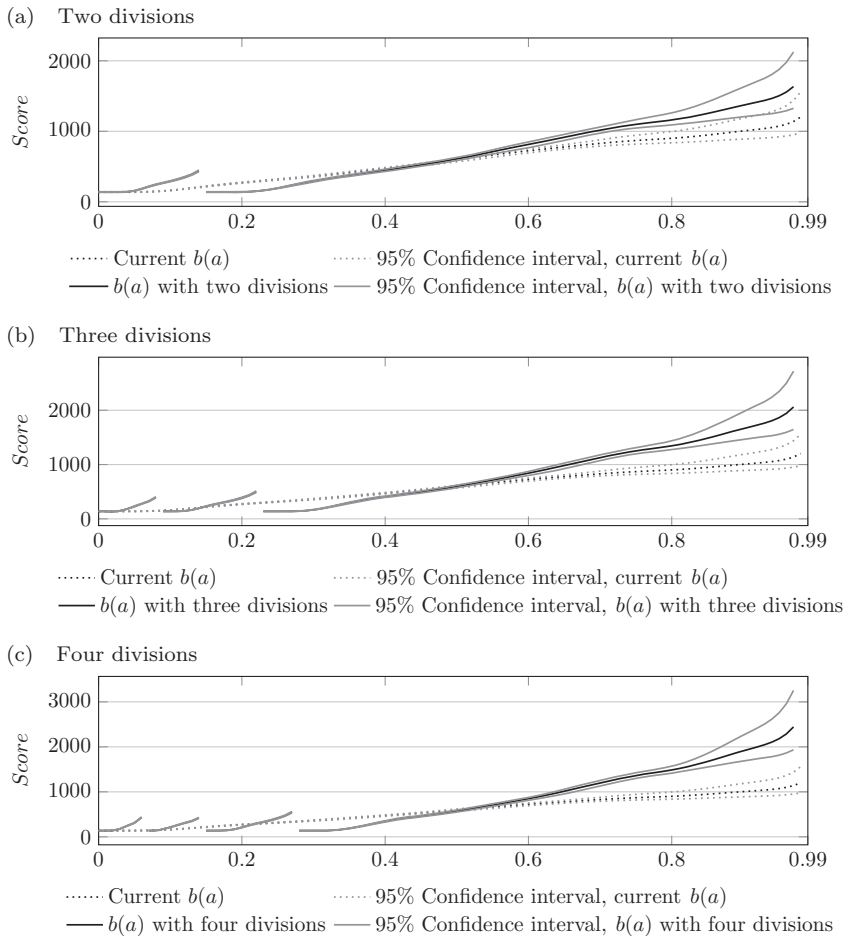 (a) Two divisions
Score
2000
1000
0
0 0.2 0.4 0.6 0.8 0.99
Current b(a) 95% Confidence interval, current b(a)
b(a) with two divisions 95% Confidence interval, b(a) with two divisions
(b) Three divisions
Score
2000
1000
0
0 0.2 0.4 0.6 0.8 0.99
Current b(a) 95% Confidence interval, current b(a)
b(a) with three divisions 95% Confidence interval, b(a) with three divisions
(c) Four divisions
Score
3000
2000
1000
0
0 0.2 0.4 0.6 0.8 0.99
Current b(a) 95% Confidence interval, current b(a)
b(a) with four divisions 95% Confidence interval, b(a) with four divisions